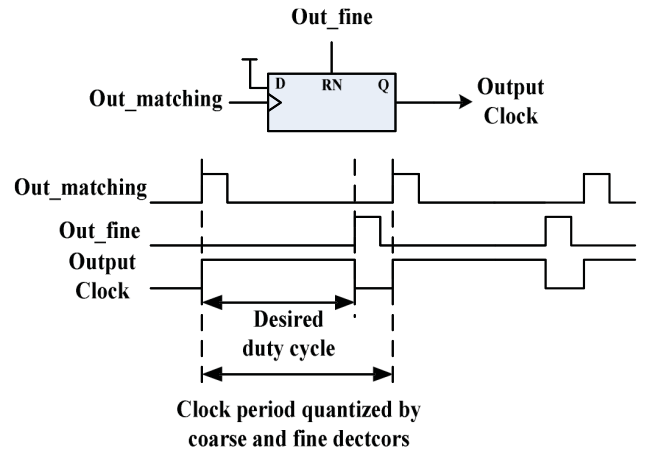 Out_fine
D
RN
Q
Out_matching
Output
Clock
Out_matching
Out_fine
Output
Clock
Desired
duty cycle
Clock period quantized by
coarse and fine dectcors